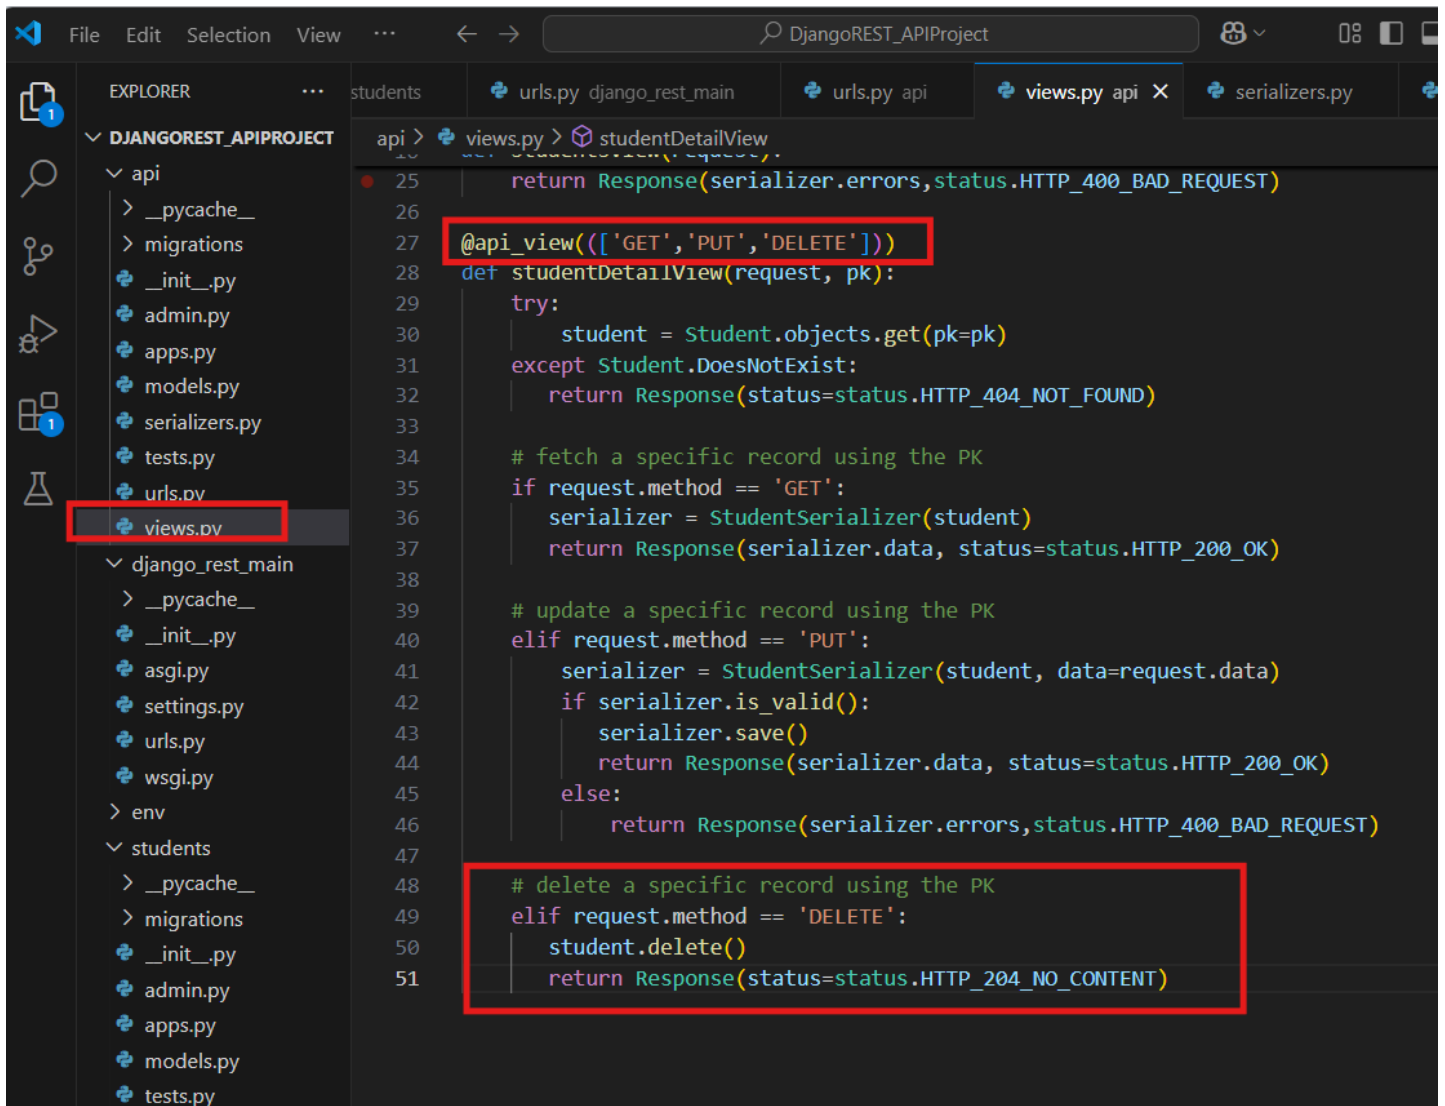 File Edit Selection View ··· DjangoREST_APIProject
EXPLORER ···
students urls.py django_rest_main urls.py api views.py api serializers.py
DJANGOREST_APIPROJECT
api > views.py > studentDetailView
api
__pycache__
migrations
__init__.py
admin.py
apps.py
models.py
serializers.py
tests.py
urls.py
views.py
django_rest_main
__pycache__
__init__.py
asgi.py
settings.py
urls.py
wsgi.py
env
students
__pycache__
migrations
__init__.py
admin.py
apps.py
models.py
tests.py
1
1
25 return Response(serializer.errors,status.HTTP_400_BAD_REQUEST)
26
27 @api_view((['GET','PUT','DELETE']))
28 def studentDetailView(request, pk):
29 try:
30 student = Student.objects.get(pk=pk)
31 except Student.DoesNotExist:
32 return Response(status=status.HTTP_404_NOT_FOUND)
33
34 # fetch a specific record using the PK
35 if request.method == 'GET':
36 serializer = StudentSerializer(student)
37 return Response(serializer.data, status=status.HTTP_200_OK)
38
39 # update a specific record using the PK
40 elif request.method == 'PUT':
41 serializer = StudentSerializer(student, data=request.data)
42 if serializer.is_valid():
43 serializer.save()
44 return Response(serializer.data, status=status.HTTP_200_OK)
45 else:
46 return Response(serializer.errors,status.HTTP_400_BAD_REQUEST)
47
48 # delete a specific record using the PK
49 elif request.method == 'DELETE':
50 student.delete()
51 return Response(status=status.HTTP_204_NO_CONTENT)